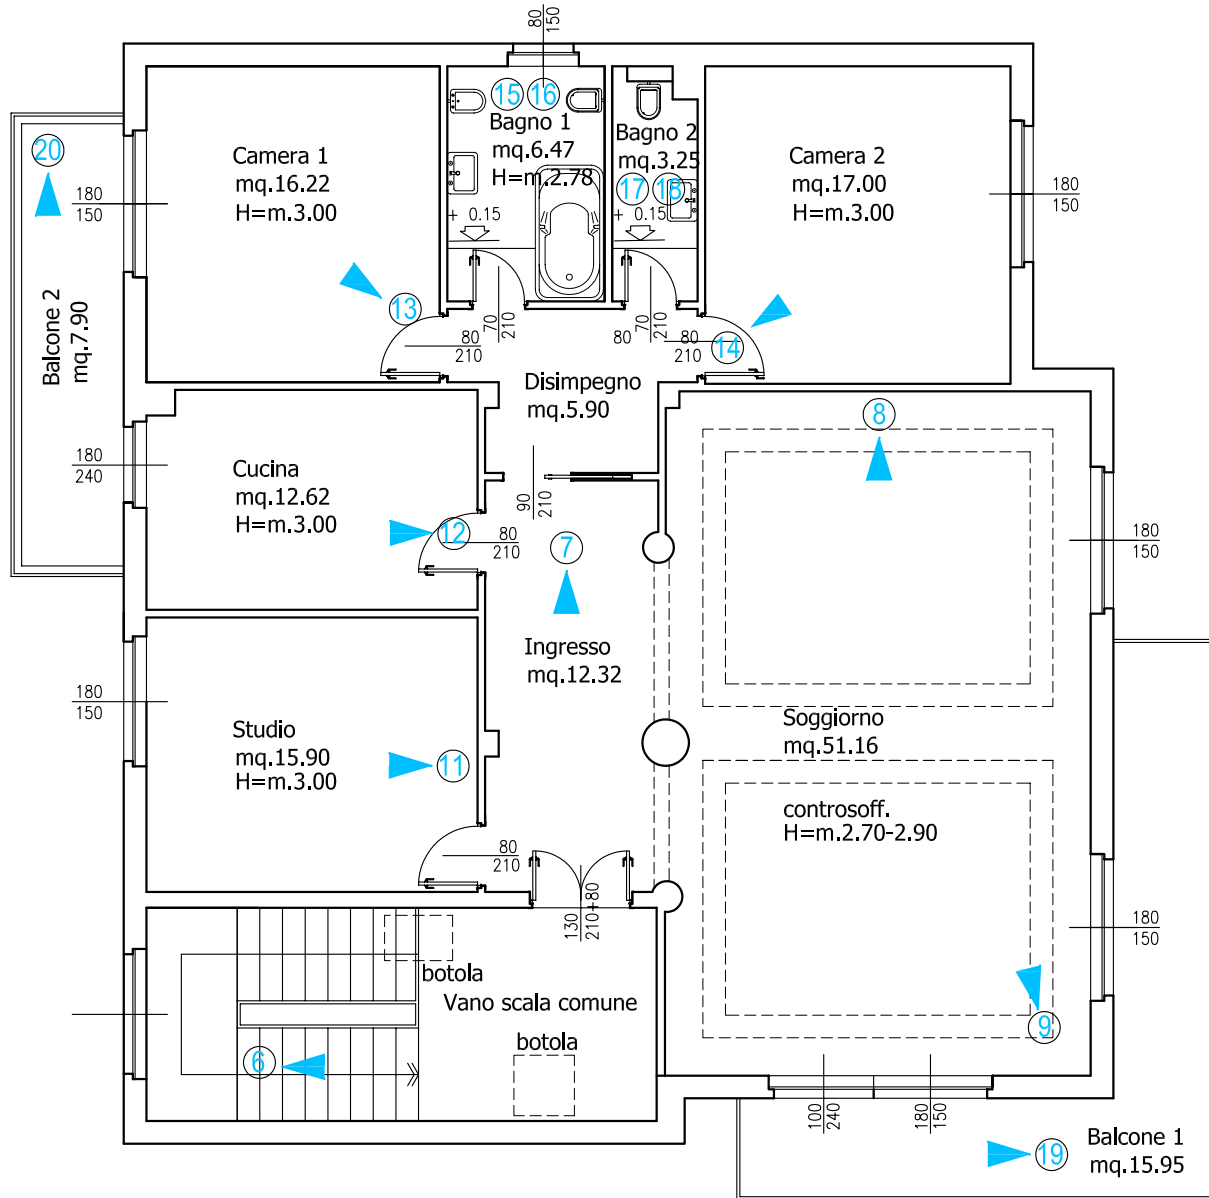 80
150
15
16
Bagno 1
mq.6.47
H=m.2.78
Bagno 2
mq.3.25
17
18
Camera 1
mq.16.22
H=m.3.00
Camera 2
mq.17.00
H=m.3.00
20
180
150
180
150
+ 0.15
+ 0.15
Balcone 2
mq.7.90
13
70
210
80
210
80
70
210
80
210
14
Disimpegno
mq.5.90
8
180
240
Cucina
mq.12.62
H=m.3.00
90
210
12
80
210
7
180
150
Ingresso
mq.12.32
180
150
Studio
mq.15.90
H=m.3.00
11
Soggiorno
mq.51.16
controsoff.
H=m.2.70-2.90
80
210
130
210+80
180
150
botola
Vano scala comune
botola
6
9
100
240
180
150
19
Balcone 1
mq.15.95